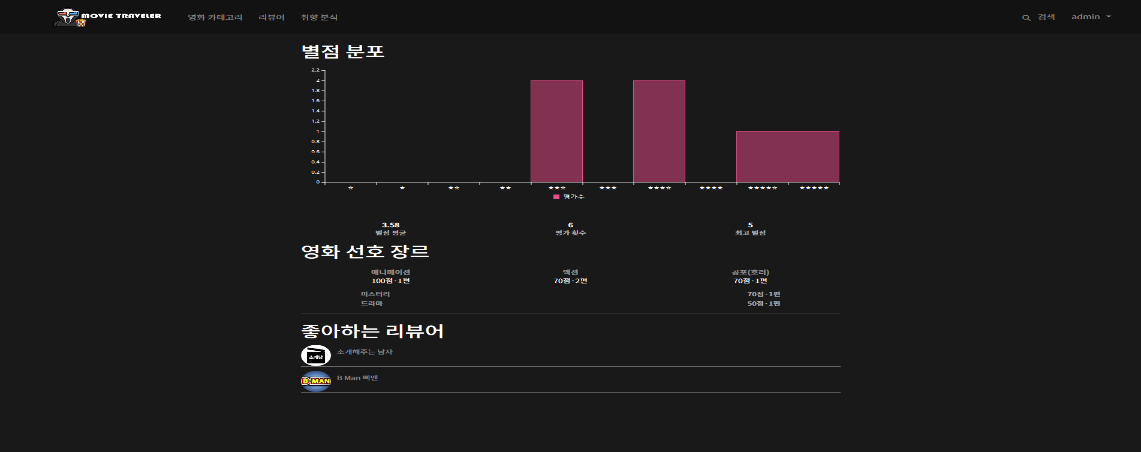 MOVIE TRAVELER 영화 카테고리 리뷰어 취향 분석 검색 admin
별점 분포
2.2
2
1.8
1.6
1.4
1.2
1
0.8
0.6
0.4
0.2
0
☆ ★ ★☆ ★★ ★★☆ ★★★ ★★★☆ ★★★★ ★★★★☆ ★★★★★
평가수
3.58 6 5
별점 평균 평가 횟수 최고 별점
영화 선호 장르
애니메이션 액션 공포(호러)
100점·1편 70점·2편 70점·1편
미스터리 70점·1편
드라마 50점·1편
좋아하는 리뷰어
소개남 소개해주는 남자
B MAN B Man 삐맨